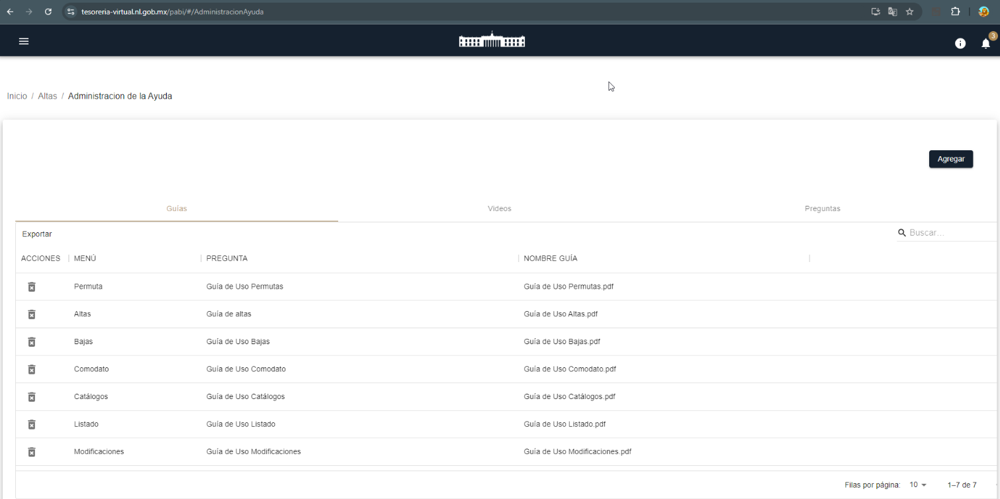 tesoreria-virtual.nl.gob.mx/pabi/#/AdministracionAyuda
3
Inicio / Altas / Administracion de la Ayuda
Agregar
Guías Videos Preguntas
Exportar Buscar...
ACCIONES MENÚ PREGUNTA NOMBRE GUÍA
Permuta Guía de Uso Permutas Guía de Uso Permutas.pdf
Altas Guía de altas Guía de Uso Altas.pdf
Bajas Guía de Uso Bajas Guía de Uso Bajas.pdf
Comodato Guía de Uso Comodato Guía de Uso Comodato.pdf
Catálogos Guía de Uso Catálogos Guía de Uso Catálogos.pdf
Listado Guía de Uso Listado Guía de Uso Listado.pdf
Modificaciones Guía de Uso Modificaciones Guía de Uso Modificaciones.pdf
Filas por página: 10 1–7 de 7